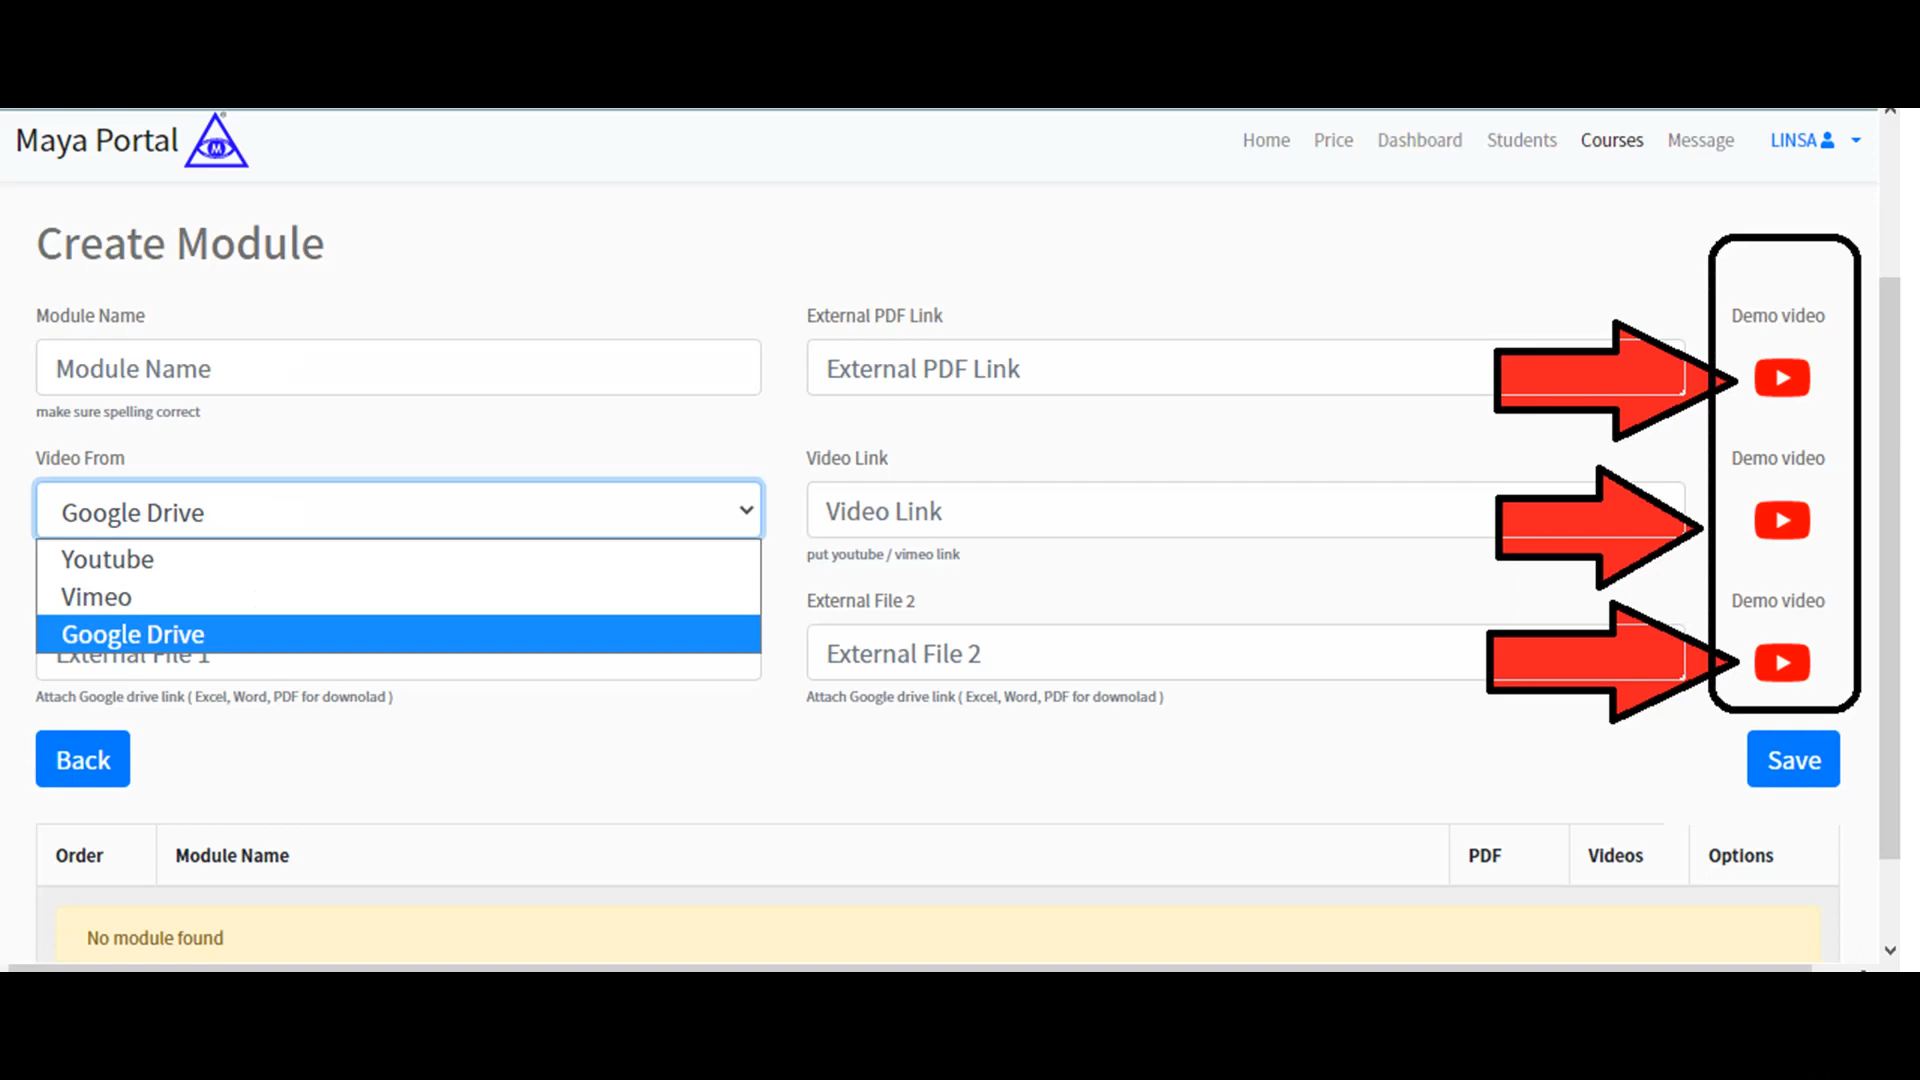 Maya Portal
M
Home Price Dashboard Students Courses Message LINSA
Create Module
Module Name External PDF Link Demo video
Module Name External PDF Link
make sure spelling correct
Video From Video Link Demo video
Google Drive Video Link
Youtube put youtube / vimeo link
Vimeo External File 2 Demo video
Google Drive
External File 1 External File 2
Attach Google drive link ( Excel, Word, PDF for downolad ) Attach Google drive link ( Excel, Word, PDF for downolad )
Back Save
Order Module Name PDF Videos Options
No module found